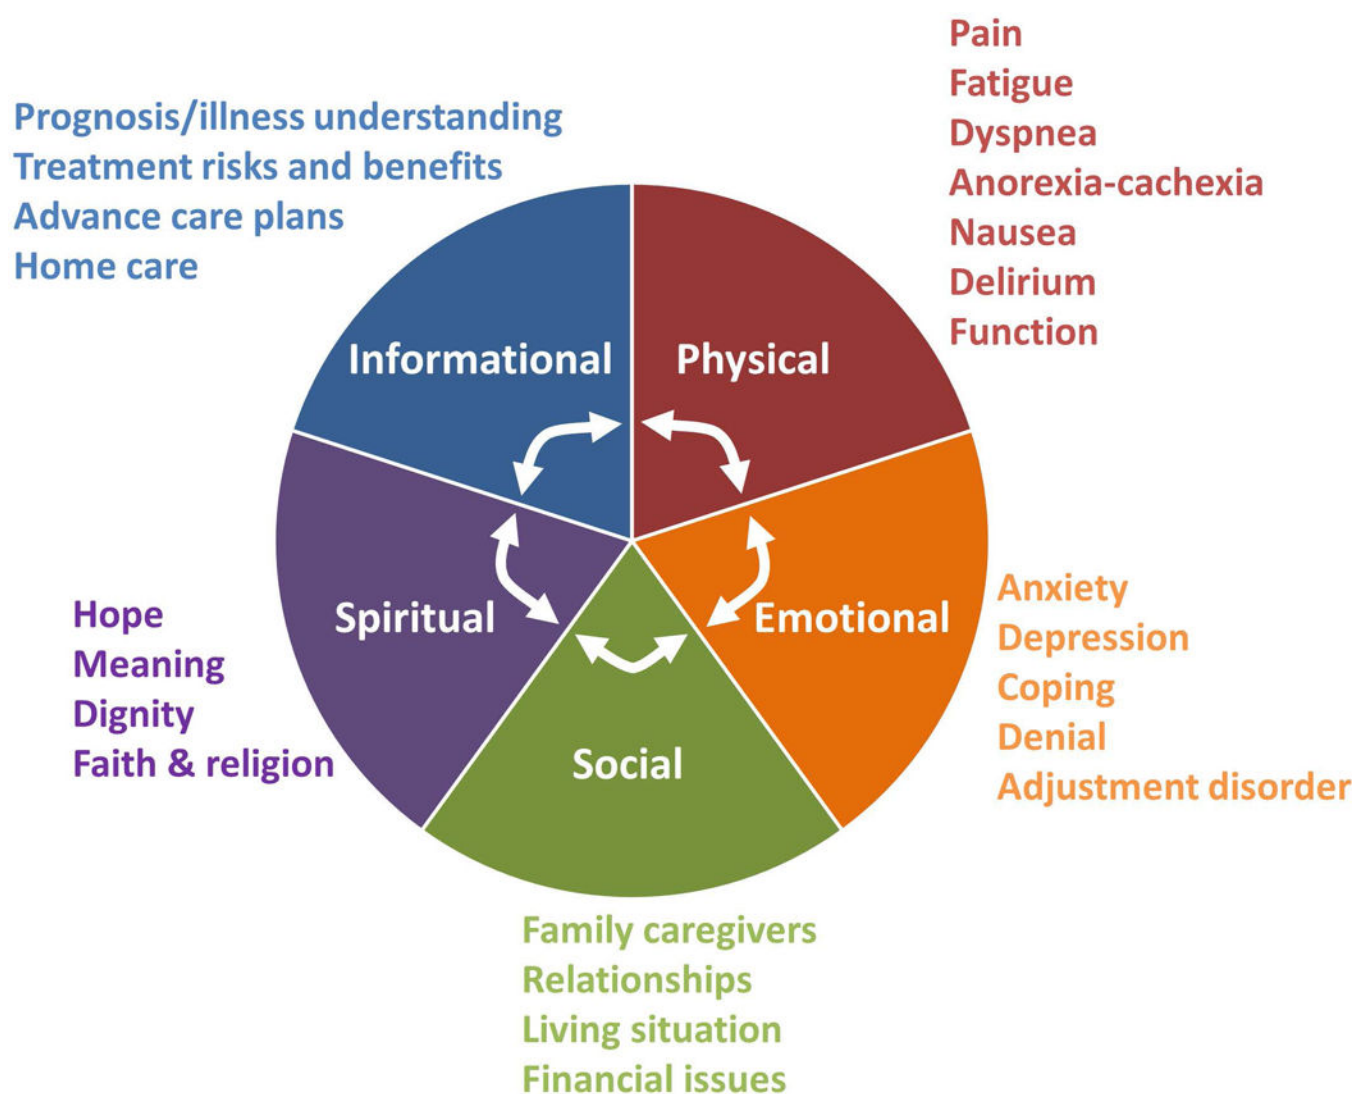 Prognosis/illness understanding
Treatment risks and benefits
Advance care plans
Home care
Pain
Fatigue
Dyspnea
Anorexia-cachexia
Nausea
Delirium
Function
Informational
Physical
Spiritual
Emotional
Social
Hope
Meaning
Dignity
Faith & religion
Anxiety
Depression
Coping
Denial
Adjustment disorder
Family caregivers
Relationships
Living situation
Financial issues